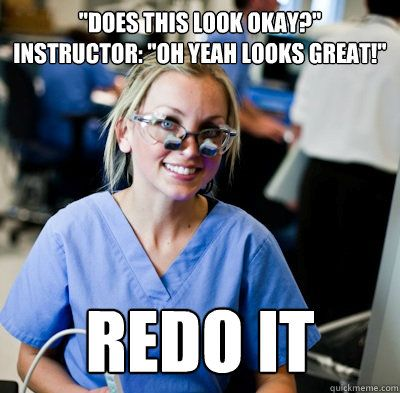 "DOES THIS LOOK OKAY?"
INSTRUCTOR: "OH YEAH LOOKS GREAT!"
REDO IT
quickmeme.com